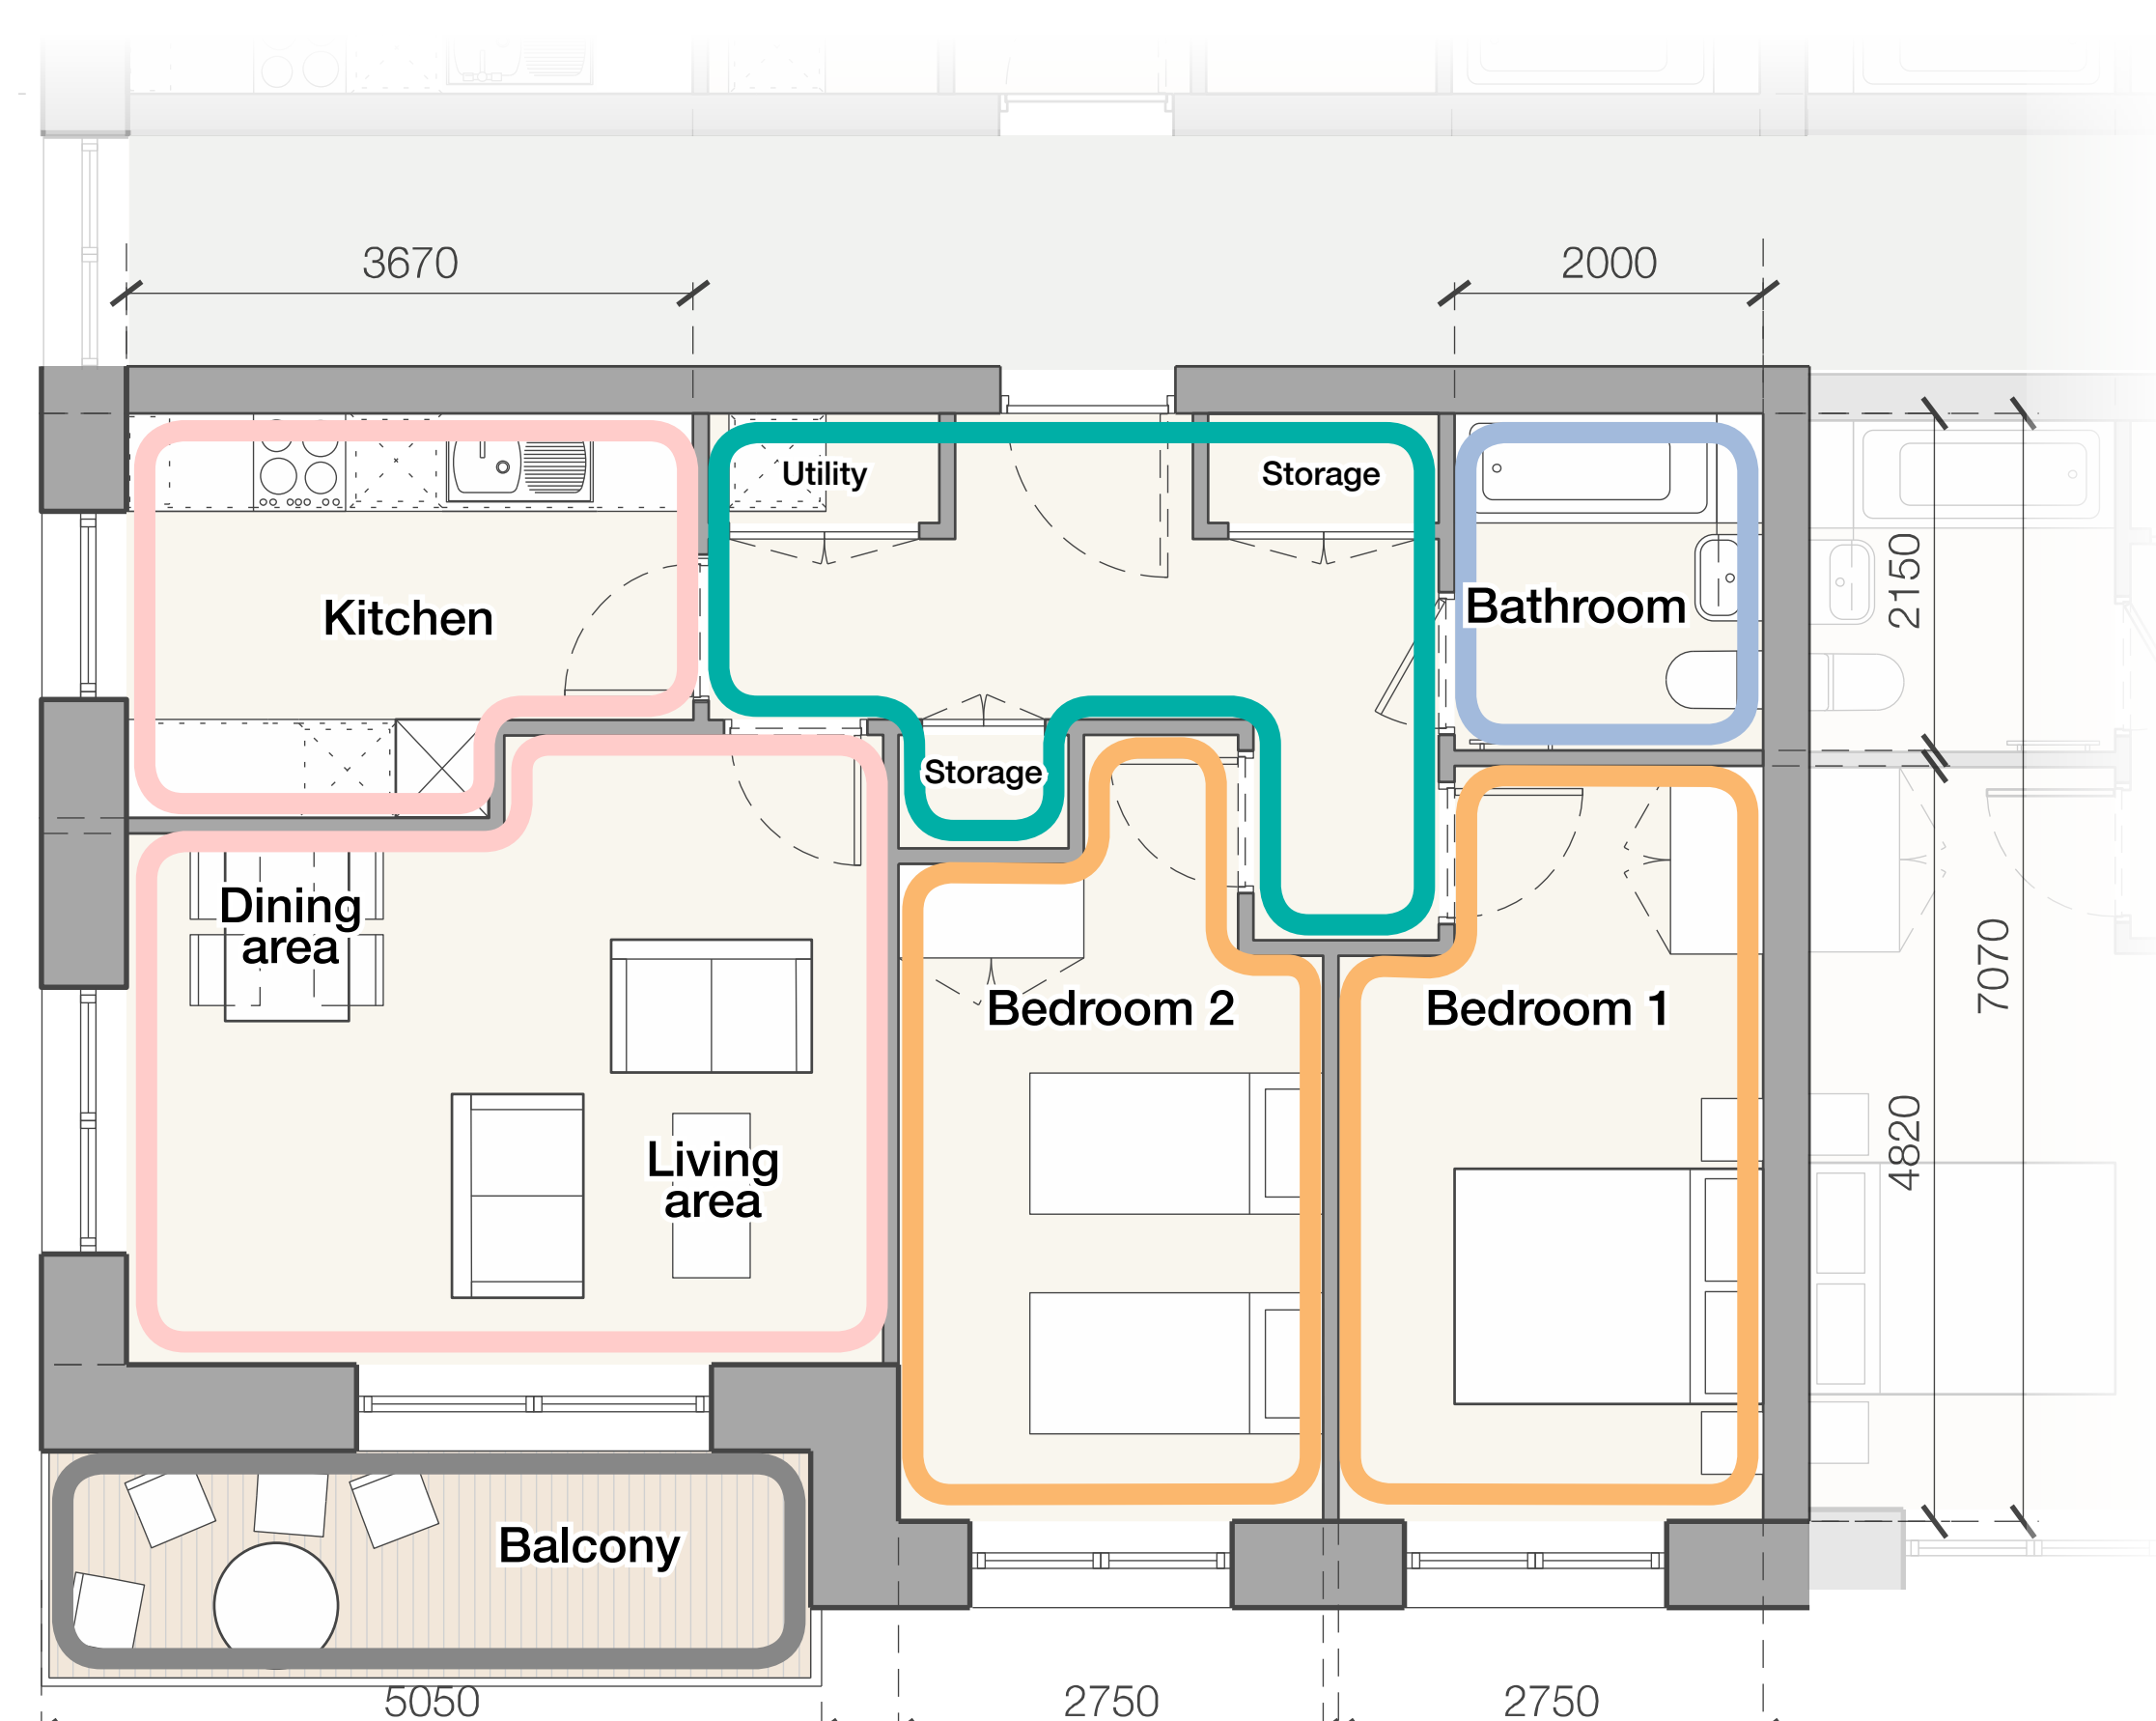 3670
2000
Utility
Storage
Kitchen
Bathroom
2150
Storage
Dining
area
Bedroom 2
Bedroom 1
7070
Living
area
4820
Balcony
5050
2750
2750